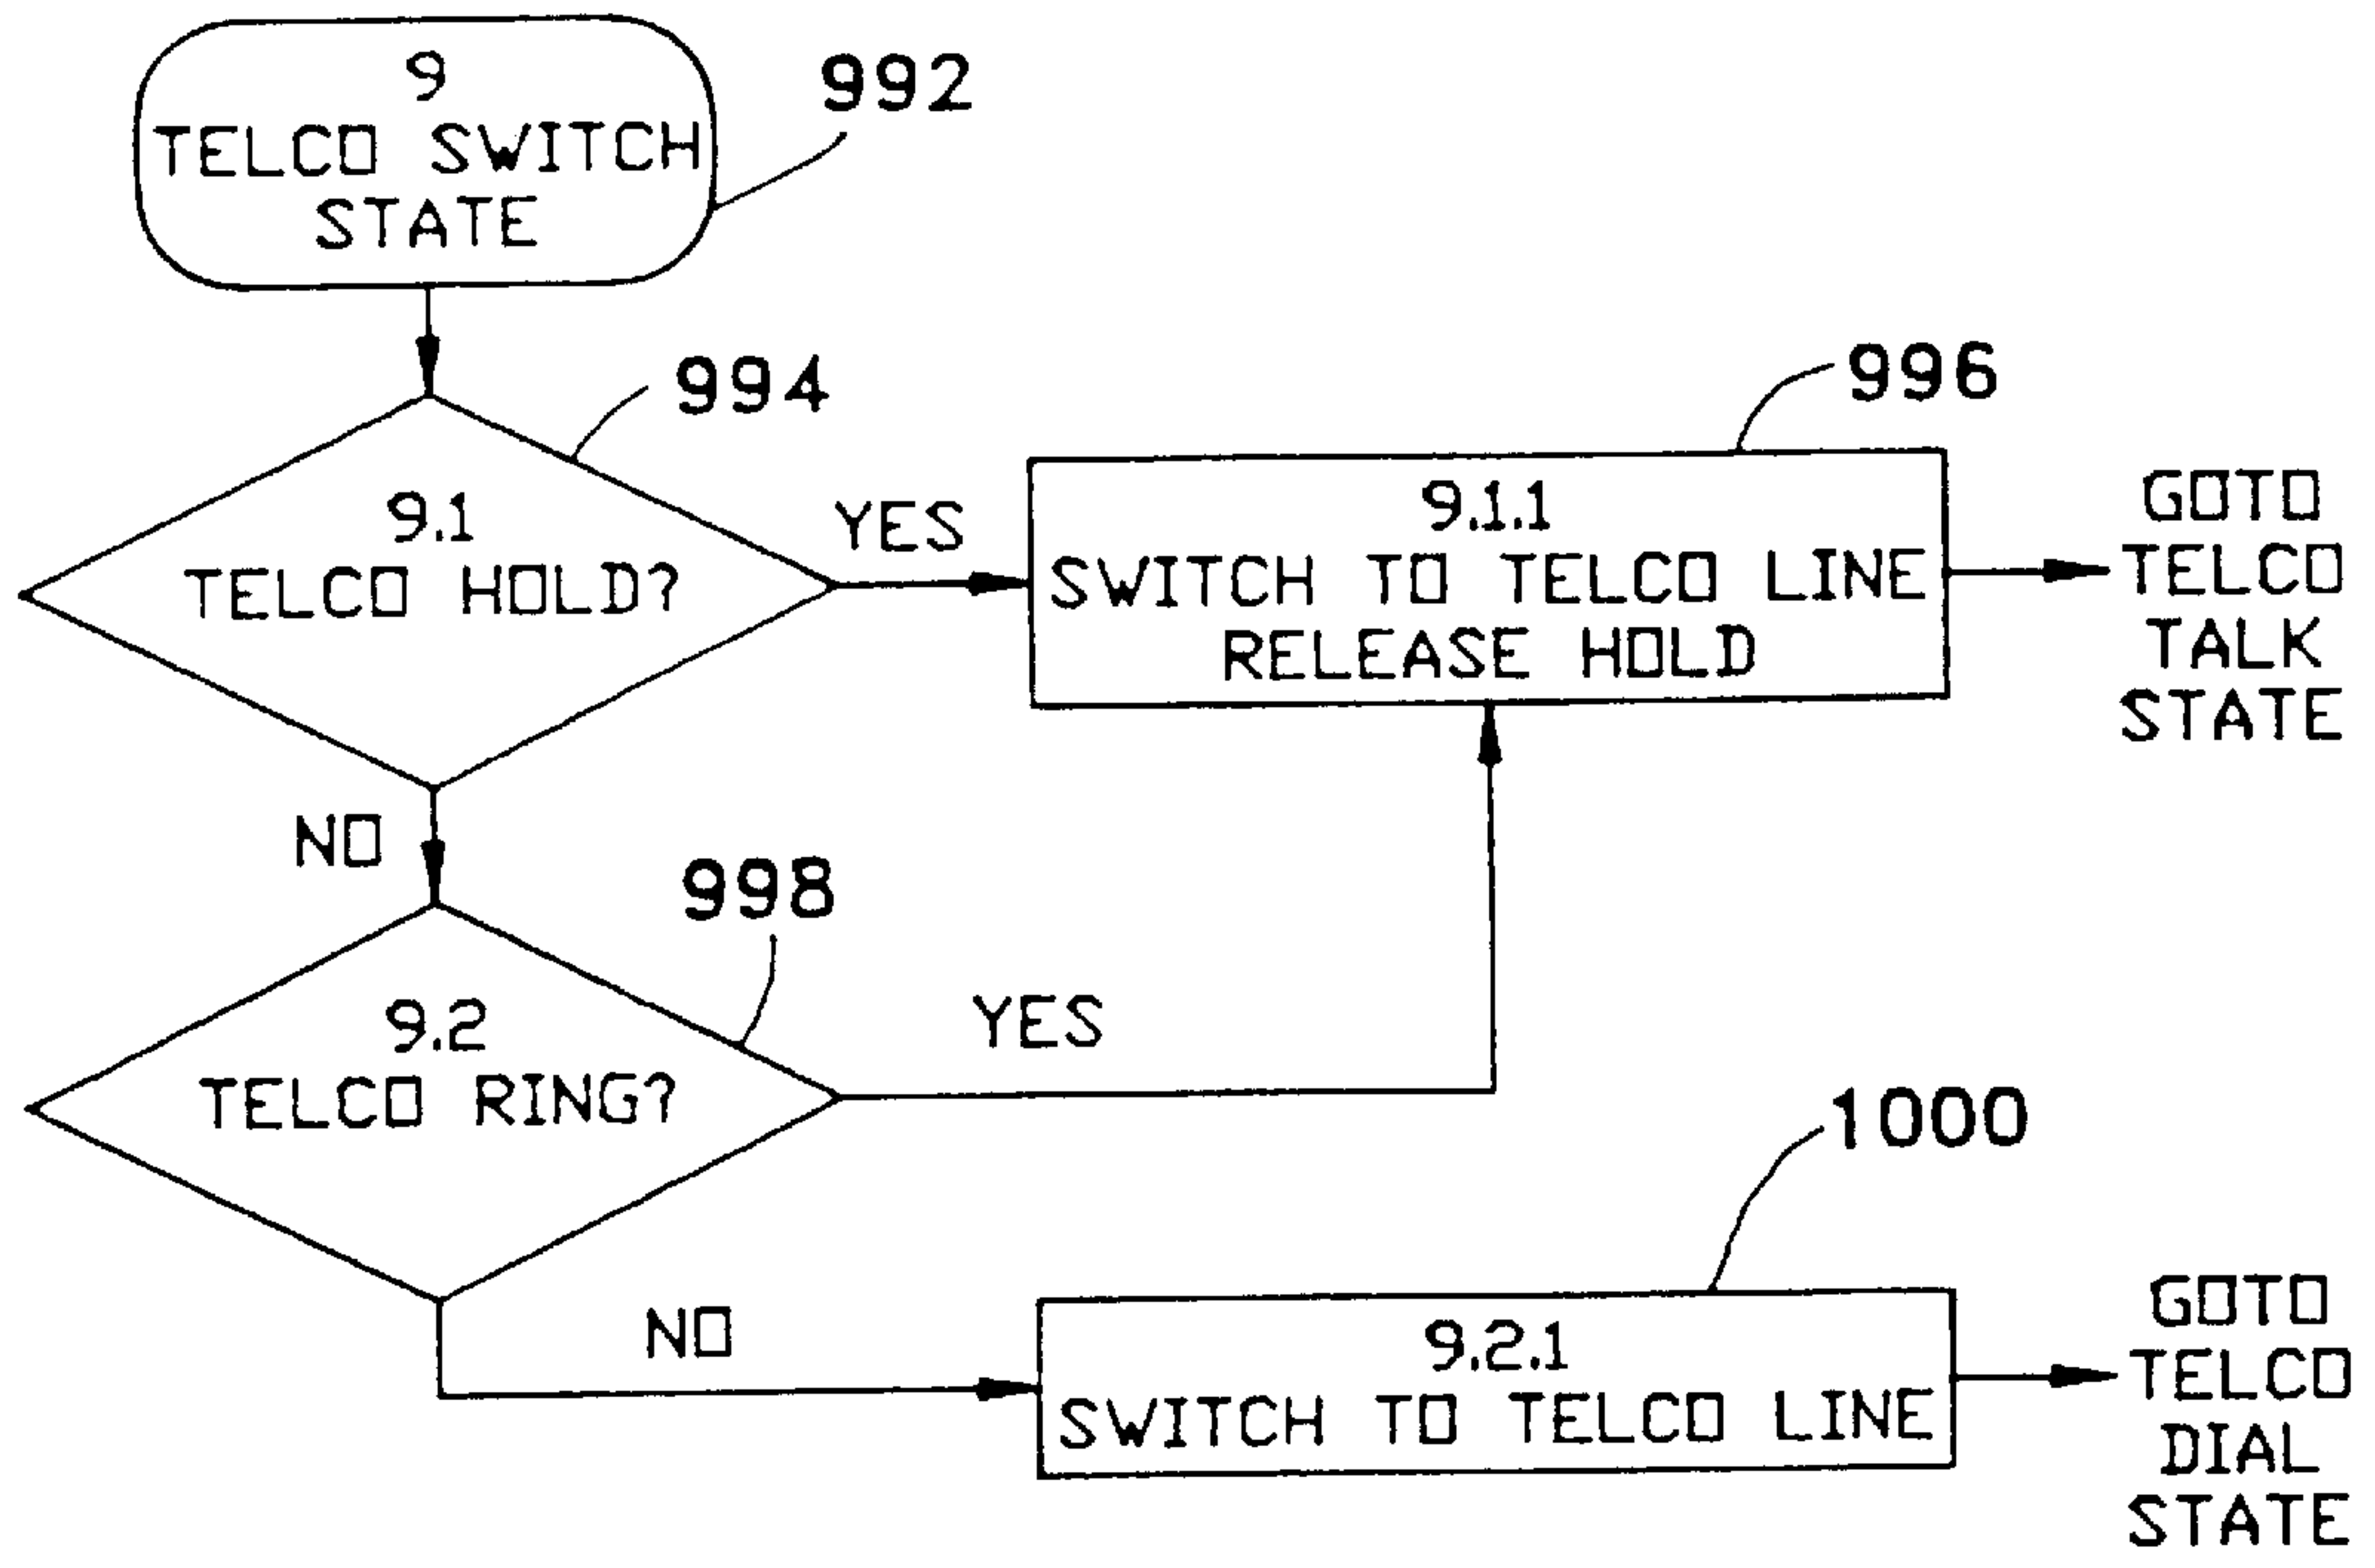 9
TELCO SWITCH
STATE
992
994
9.1
TELCO HOLD?
YES
996
9.1.1
SWITCH TO TELCO LINE
RELEASE HOLD
GOTO
TELCO
TALK
STATE
NO
998
9.2
TELCO RING?
YES
NO
1000
9.2.1
SWITCH TO TELCO LINE
GOTO
TELCO
DIAL
STATE